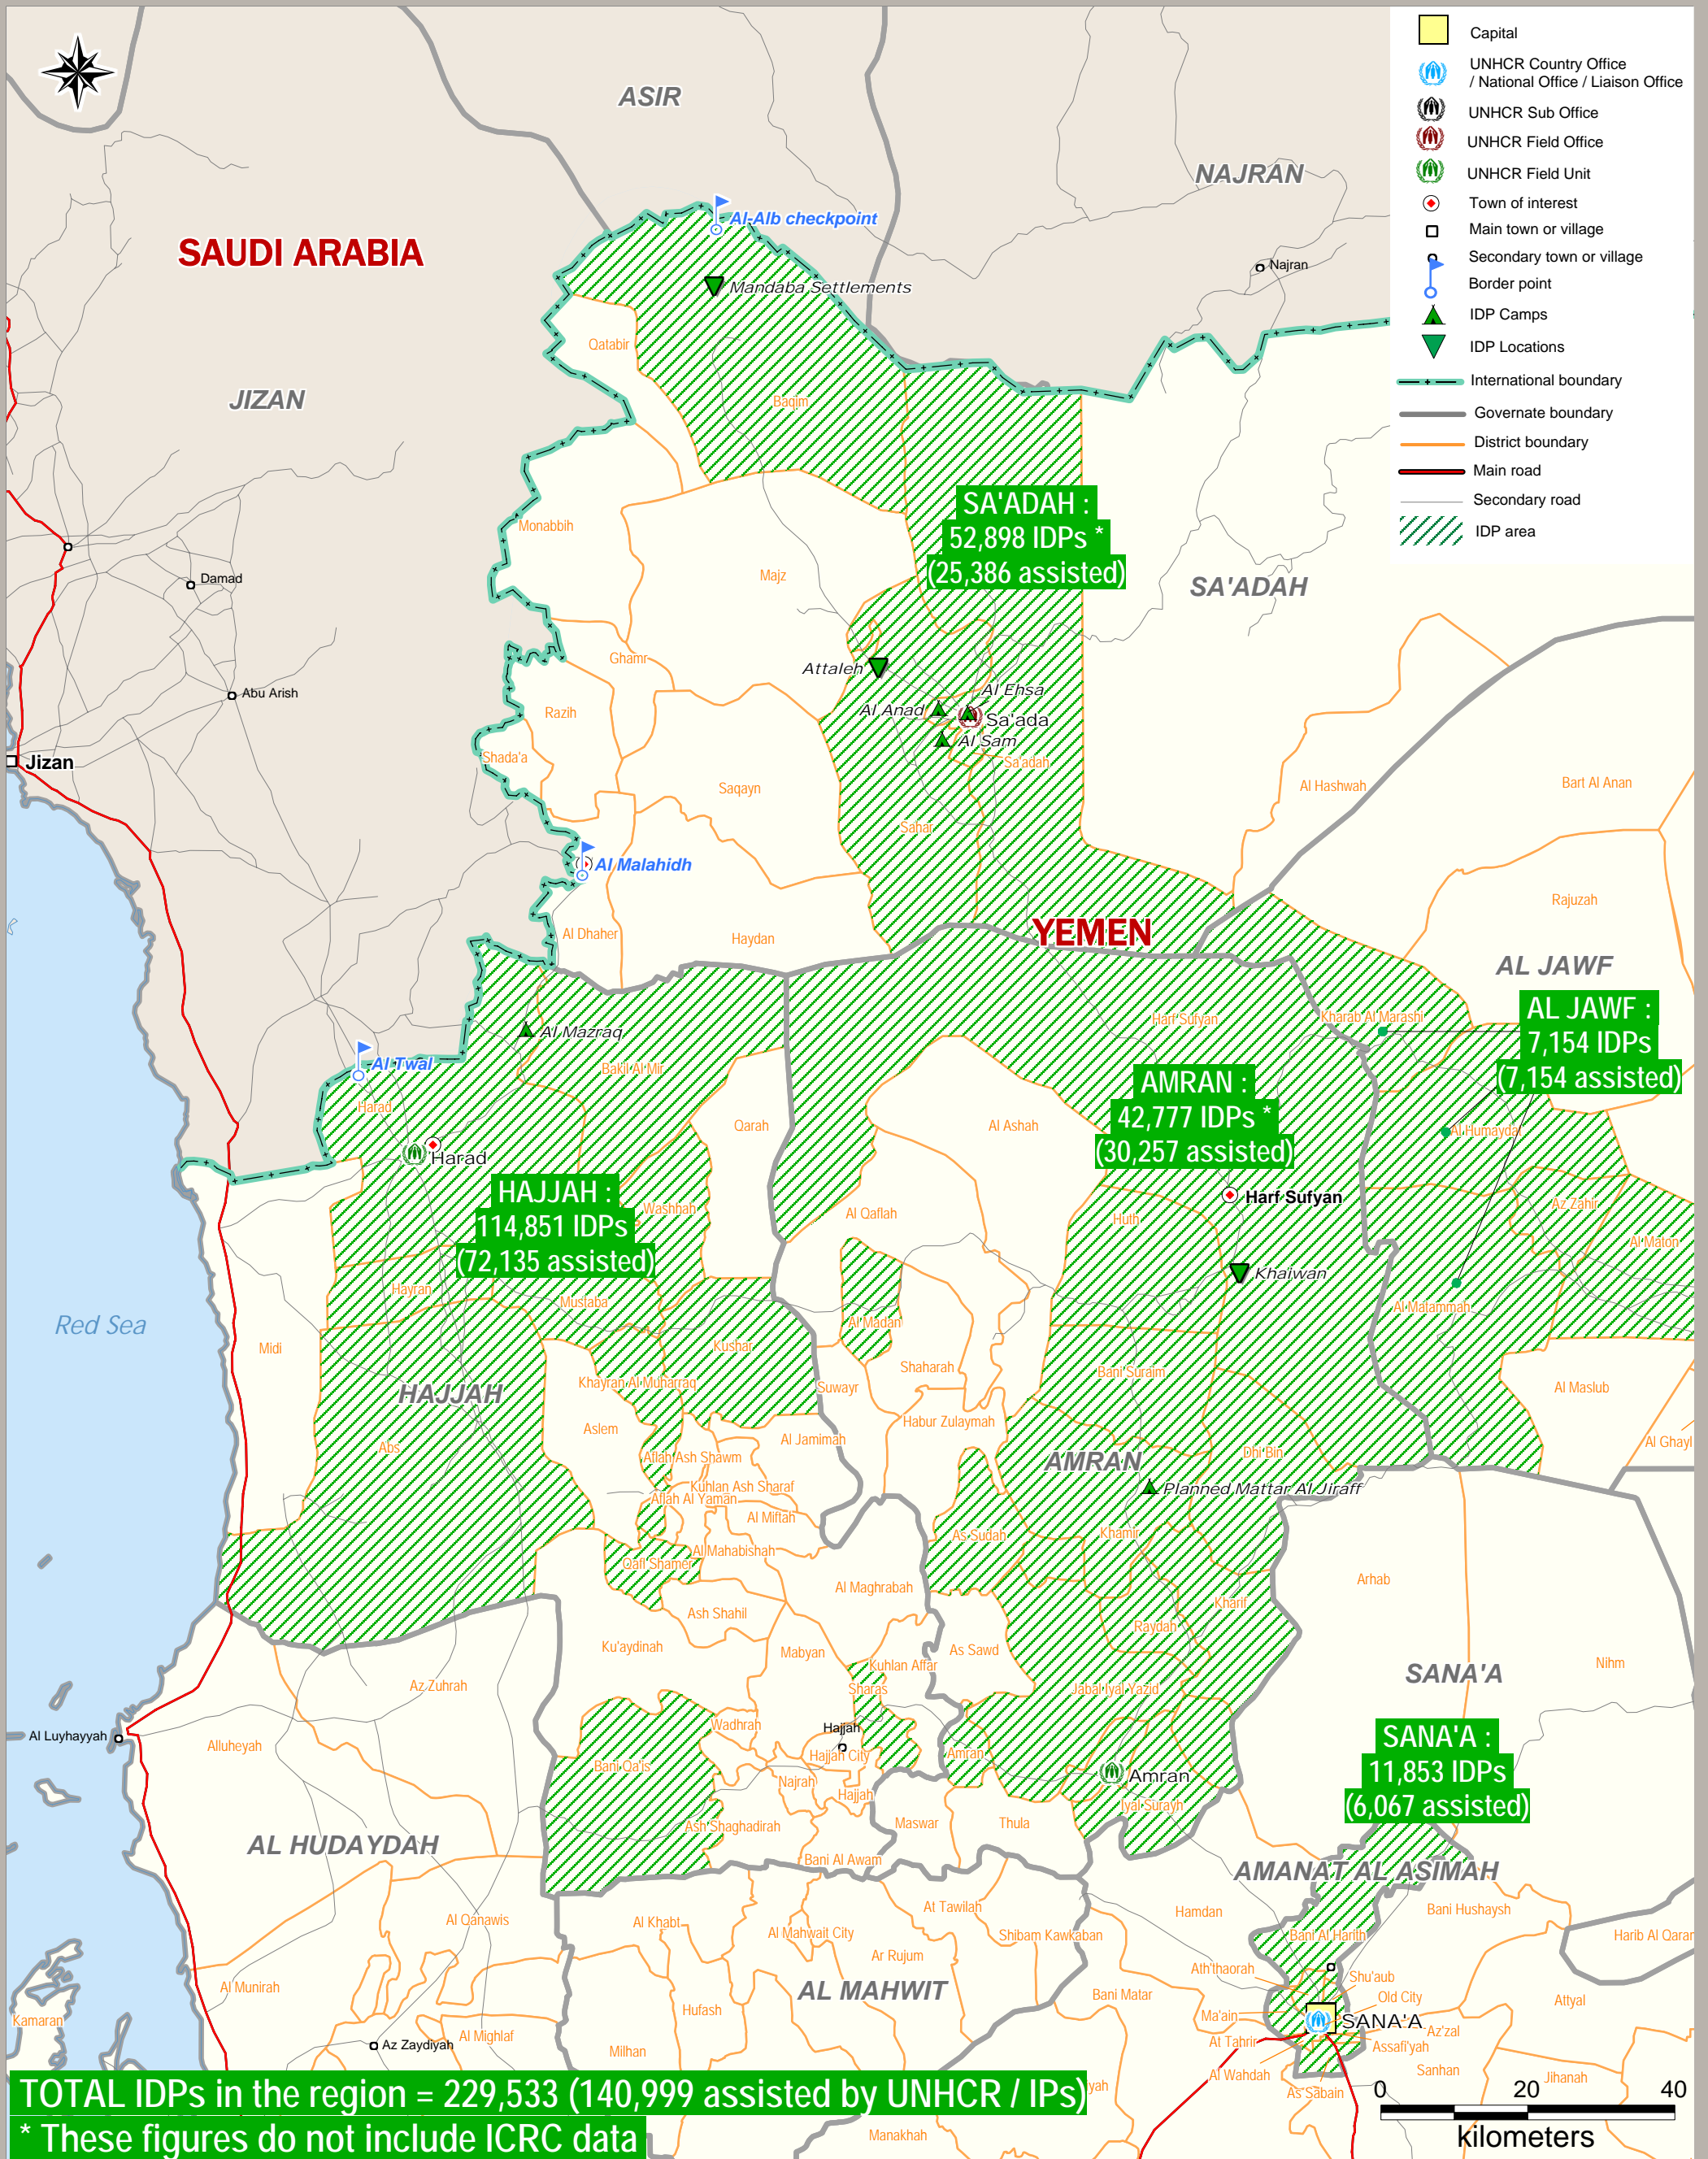 Capital
UNHCR Country Office
/ National Office / Liaison Office
UNHCR Sub Office
UNHCR Field Office
UNHCR Field Unit
Town of interest
Main town or village
Secondary town or village
Border point
IDP Camps
IDP Locations
International boundary
Governate boundary
District boundary
Main road
Secondary road
IDP area
ASIR
NAJRAN
Al-Alb checkpoint
SAUDI ARABIA
Najran
Mandaba Settlements
Qatabir
JIZAN
Baqim
SA'ADAH :
52,898 IDPs *
(25,386 assisted)
Monabbih
Majz
SA'ADAH
Damad
Ghamr
Attaleh
Al Ehsa
Abu Arish
Razih
Al Anad
Sa'ada
Al Sam
Shada'a
Jizan
Sa'adah
Saqayn
Al Hashwah
Bart Al Anan
Sahar
Al Malahidh
Rajuzah
Al Dhaher
Haydan
YEMEN
AL JAWF
Harf Sufyan
Kharab Al Marashi
AL JAWF :
7,154 IDPs
(7,154 assisted)
Al Mazraq
Al Twal
Bakil Al Mir
AMRAN :
42,777 IDPs *
(30,257 assisted)
Harad
Qarah
Al Ashah
Al Humaydat
Harad
HAJJAH :
114,851 IDPs
(72,135 assisted)
Harf Sufyan
Washhah
Al Qaflah
Huth
Az Zahir
Al Maton
Khaiwan
Hayran
Mustaba
Al Matammah
Red Sea
Al Madan
Midi
Kushar
Shaharah
Bani Suraim
Khayran Al Muharraq
Suwayr
Al Maslub
HAJJAH
Aslem
Habur Zulaymah
Al Jamimah
Al Ghayl
Abs
Aflah Ash Shawm
AMRAN
Dhi Bin
Kuhlan Ash Sharaf
Planned Mattar Al Jiraff
Aflah Al Yaman
Al Miftah
As Sudah
Khamir
Al Mahabishah
Qafl Shamer
Al Maghrabah
Arhab
Kharif
Ash Shahil
Raydah
Ku'aydinah
Mabyan
As Sawd
Nihm
Kuhlan Affar
SANA'A
Az Zuhrah
Sharas
Jabal Iyal Yazid
Wadhrah
Hajjah
Al Luyhayyah
Alluheyah
Hajjah City
Amran
SANA'A :
11,853 IDPs
(6,067 assisted)
Bani Qa'is
Najrah
Amran
Hajjah
Iyal Surayh
Ash Shaghadirah
Maswar
Thula
AL HUDAYDAH
Bani Al Awam
AMANAT AL ASIMAH
At Tawilah
Hamdan
Bani Hushaysh
Al Qanawis
Al Khabt
Al Mahwait City
Shibam Kawkaban
Bani Al Harith
Harib Al Qarar
Ar Rujum
Ath'thaorah
Shu'aub
Al Munirah
AL MAHWIT
Bani Matar
Old City
Attyal
Hufash
Ma'ain
Kamaran
SANA'A
Az'zal
Al Mighlaf
At Tahrir
Az Zaydiyah
Assafi'yah
Milhan
Al Wahdah
Sanhan
Jihanah
yah
As Sabain
TOTAL IDPs in the region = 229,533 (140,999 assisted by UNHCR / IPs)
0 20 40
* These figures do not include ICRC data
Manakhah
kilometers